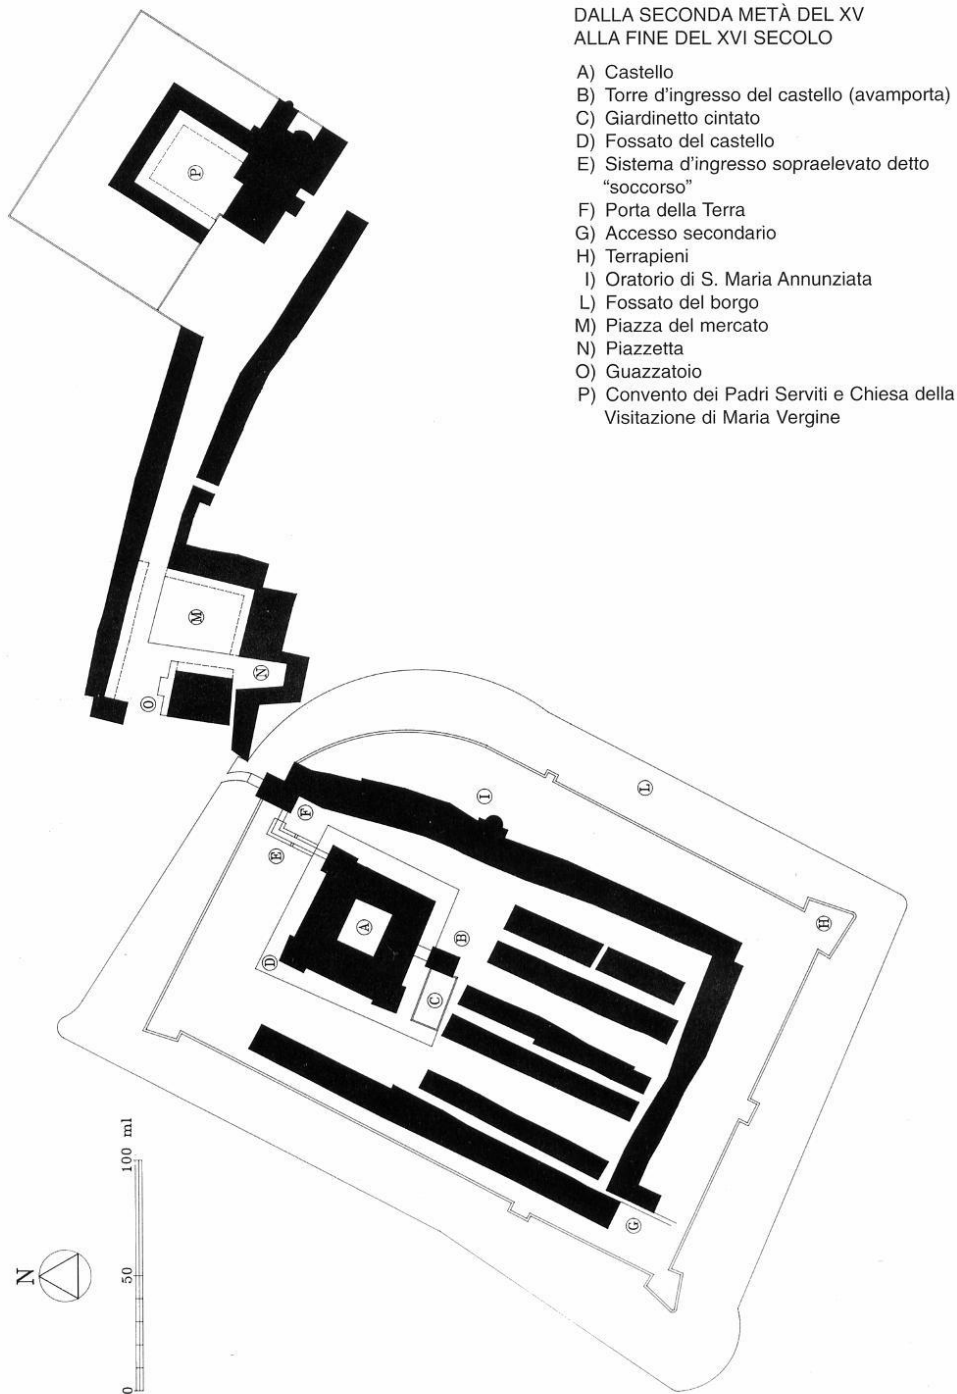 DALLA SECONDA METÀ DEL XV
ALLA FINE DEL XVI SECOLO
A) Castello
B) Torre d'ingresso del castello (avamporta)
C) Giardinetto cintato
D) Fossato del castello
E) Sistema d'ingresso sopraelevato detto
"soccorso"
F) Porta della Terra
G) Accesso secondario
H) Terrapieni
I) Oratorio di S. Maria Annunziata
L) Fossato del borgo
M) Piazza del mercato
N) Piazzetta
O) Guazzatoio
P) Convento dei Padri Serviti e Chiesa della
Visitazione di Maria Vergine
P
M
N
O
L
I
F
E
H
A
B
D
C
G
100 ml
50
0
N